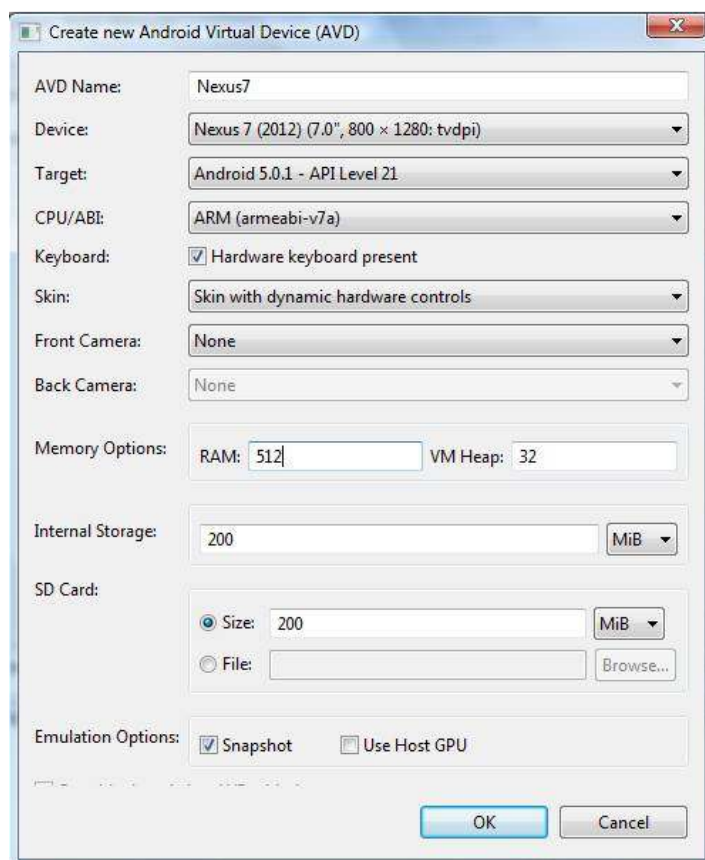 Create new Android Virtual Device (AVD)
AVD Name: Nexus7
Device: Nexus 7 (2012) (7.0", 800 × 1280: tvdpi)
Target: Android 5.0.1 - API Level 21
CPU/ABI: ARM (armeabi-v7a)
Keyboard: Hardware keyboard present
Skin: Skin with dynamic hardware controls
Front Camera: None
Back Camera: None
Memory Options: RAM: 512 VM Heap: 32
Internal Storage: 200 MiB
SD Card:
Size: 200 MiB
File: Browse...
Emulation Options: Snapshot Use Host GPU
OK Cancel